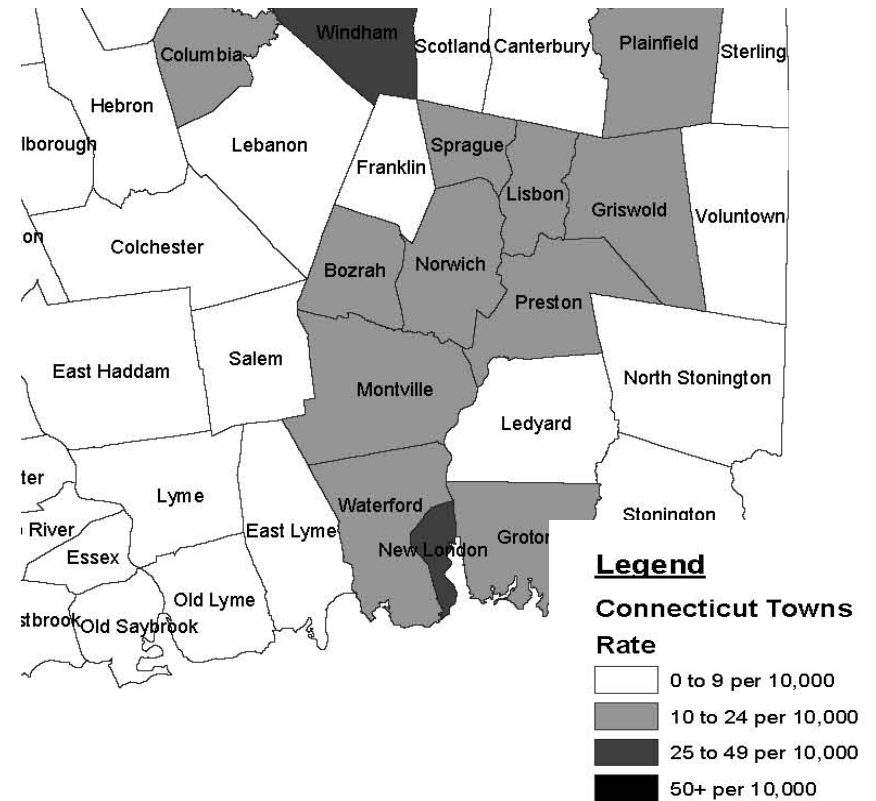 Windham
Scotland
Canterbury
Plainfield
Sterling
Columbia
Hebron
lborough
Lebanon
Franklin
Sprague
Lisbon
Griswold
Voluntown
on
Colchester
Bozrah
Norwich
Preston
East Haddam
Salem
Montville
North Stonington
Ledyard
ter
Lyme
Waterford
Stonington
River
East Lyme
New London
Groton
Essex
Old Lyme
stbrook
Old Saybrook
Legend
Connecticut Towns
Rate
0 to 9 per 10,000
10 to 24 per 10,000
25 to 49 per 10,000
50+ per 10,000